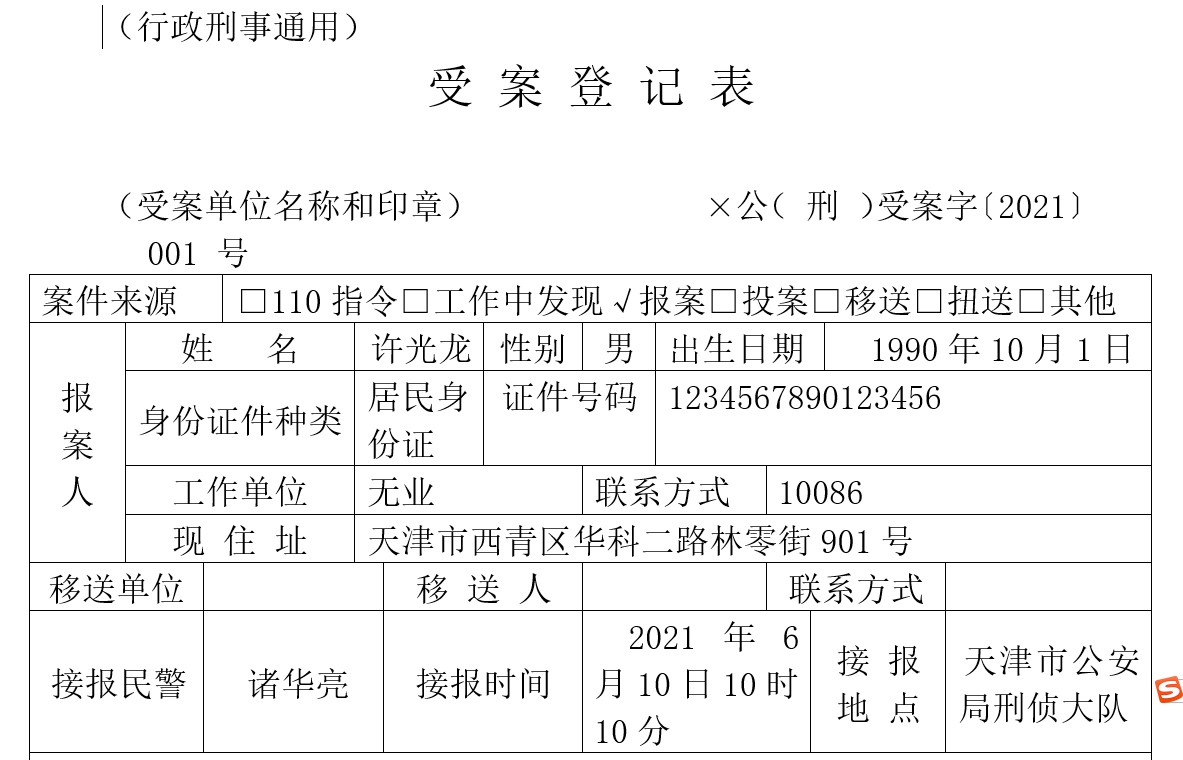 （行政刑事通用）
受 案 登 记 表
（受案单位名称和印章） ×公( 刑 )受案字〔2021〕
001 号
案件来源 □110 指令□工作中发现√报案□投案□移送□扭送□其他
报案人
姓 名 许光龙 性别 男 出生日期 1990 年 10 月 1 日
身份证件种类 居民身份证 证件号码 1234567890123456
工作单位 无业 联系方式 10086
现 住 址 天津市西青区华科二路林零街 901 号
移送单位 移 送 人 联系方式
接报民警 诸华亮 接报时间 2021 年 6
月 10 日 10 时
10 分
接 报
地 点
天津市公安
局刑侦大队
S